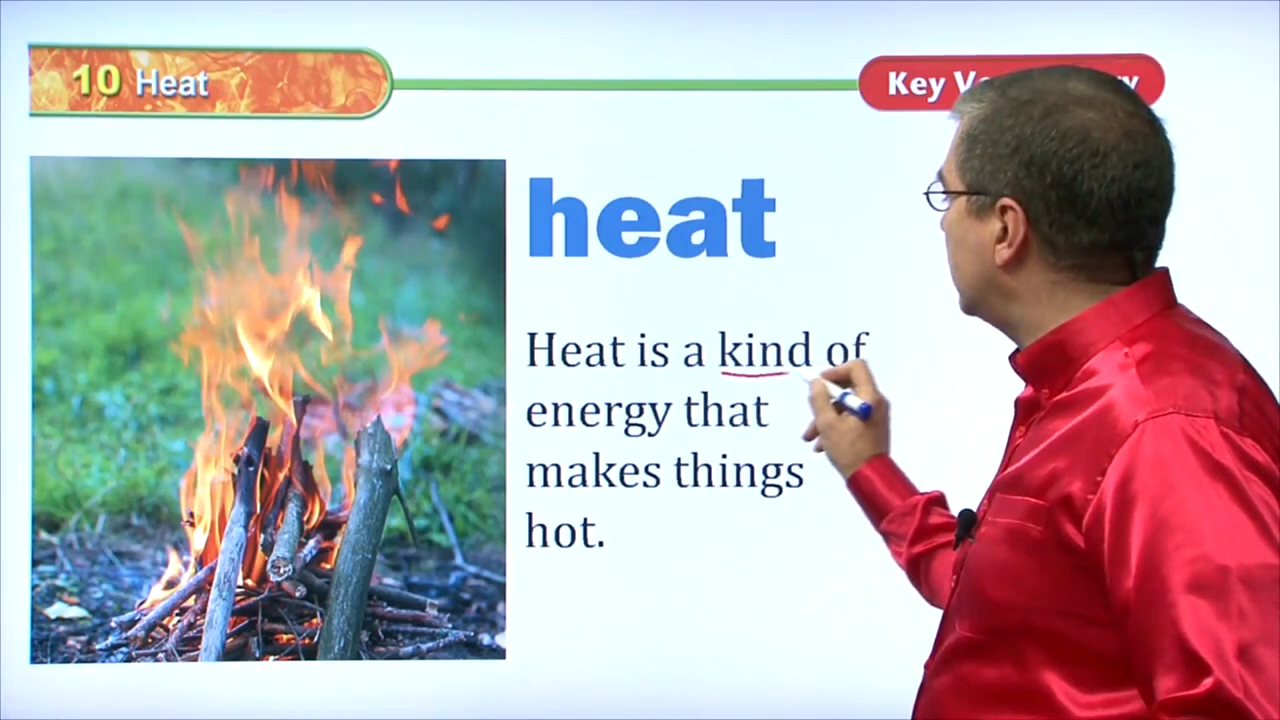 10 Heat
Key
heat
Heat is a kind of
energy that
makes things
hot.